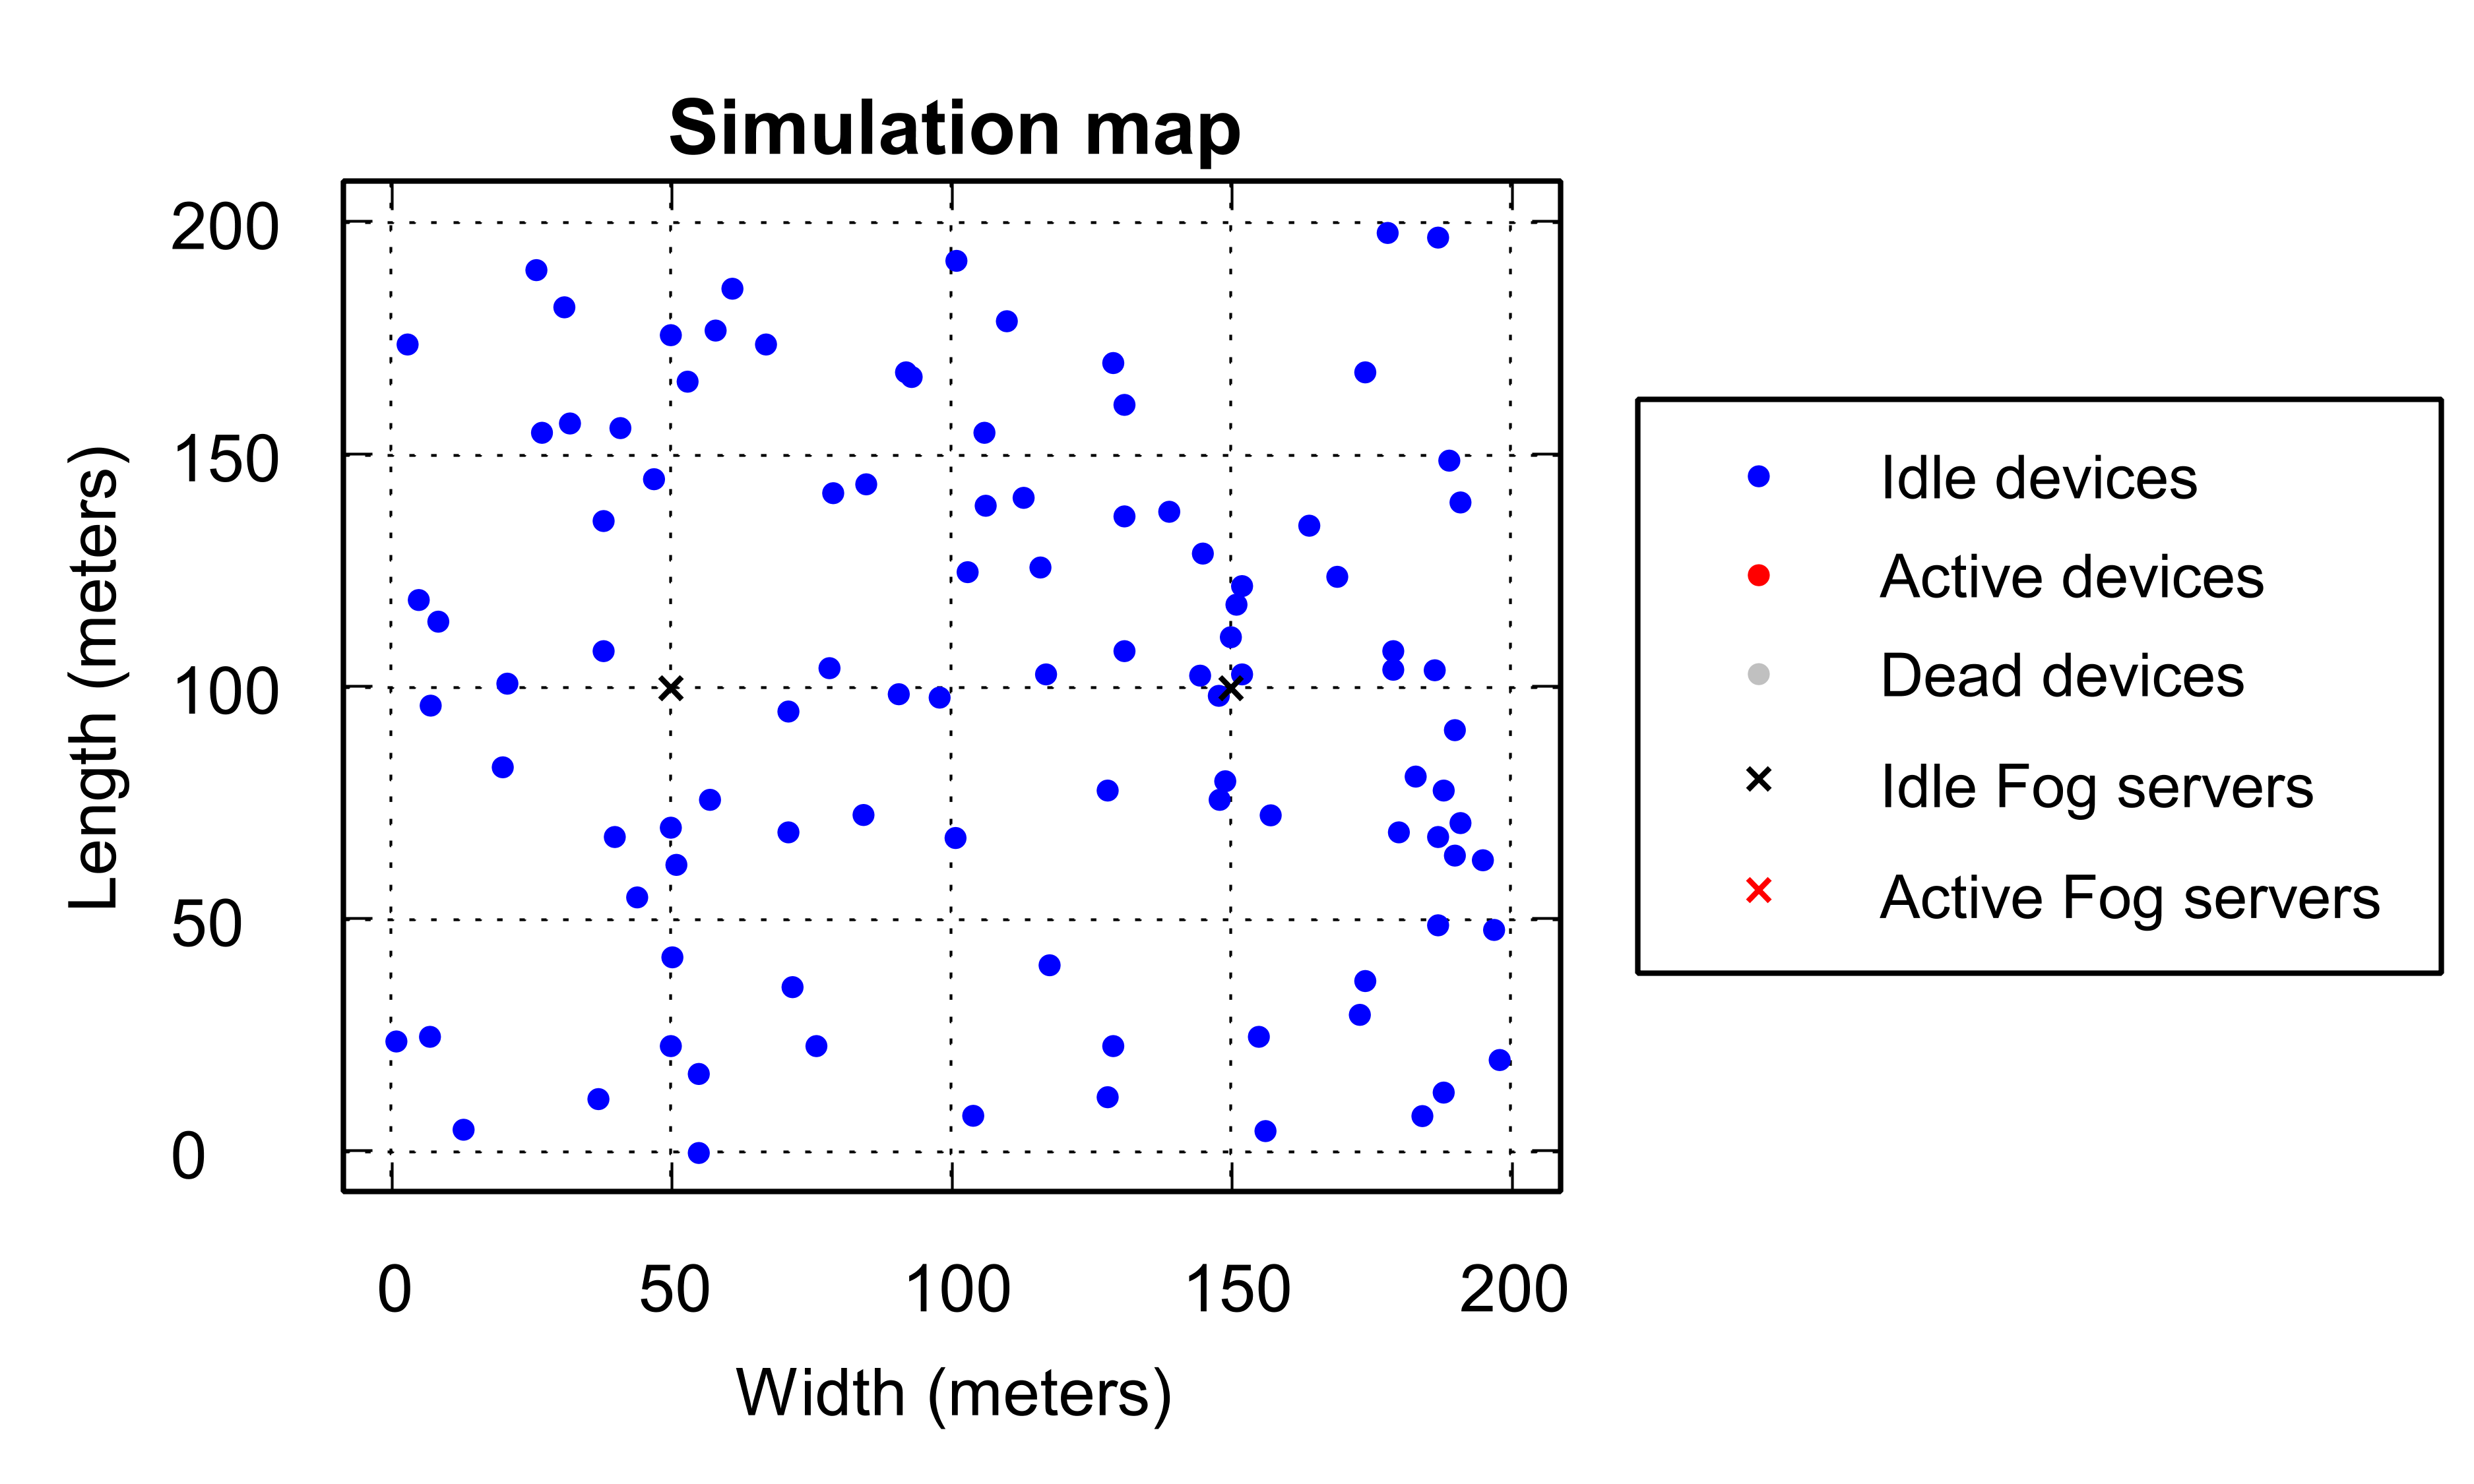 Simulation map
200
150
100
50
0
Length (meters)
0 50 100 150 200
Width (meters)
Idle devices
Active devices
Dead devices
Idle Fog servers
Active Fog servers